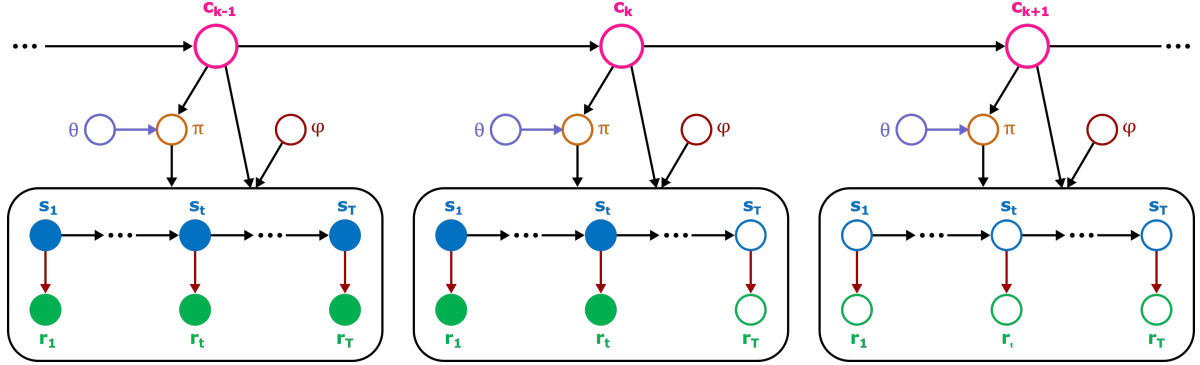 c_{k-1} c_k c_{k+1}
... ...
θ π φ θ π φ θ π φ
s_1 s_t s_T s_1 s_t s_T s_1 s_t s_T
... ... ... ... ... ...
r_1 r_t r_T r_1 r_t r_T r_1 r_t r_T